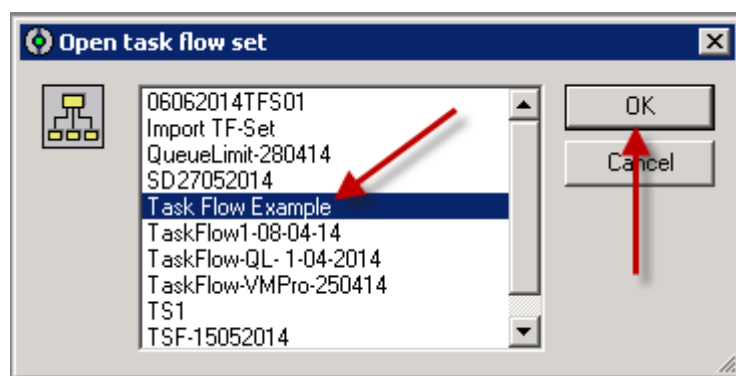 Open task flow set
06062014TFS01
Import TF-Set
QueueLimit-280414
SD27052014
Task Flow Example
TaskFlow1-08-04-14
TaskFlow-QL- 1-04-2014
TaskFlow-VMPro-250414
TS1
TSF-15052014
OK
Cancel